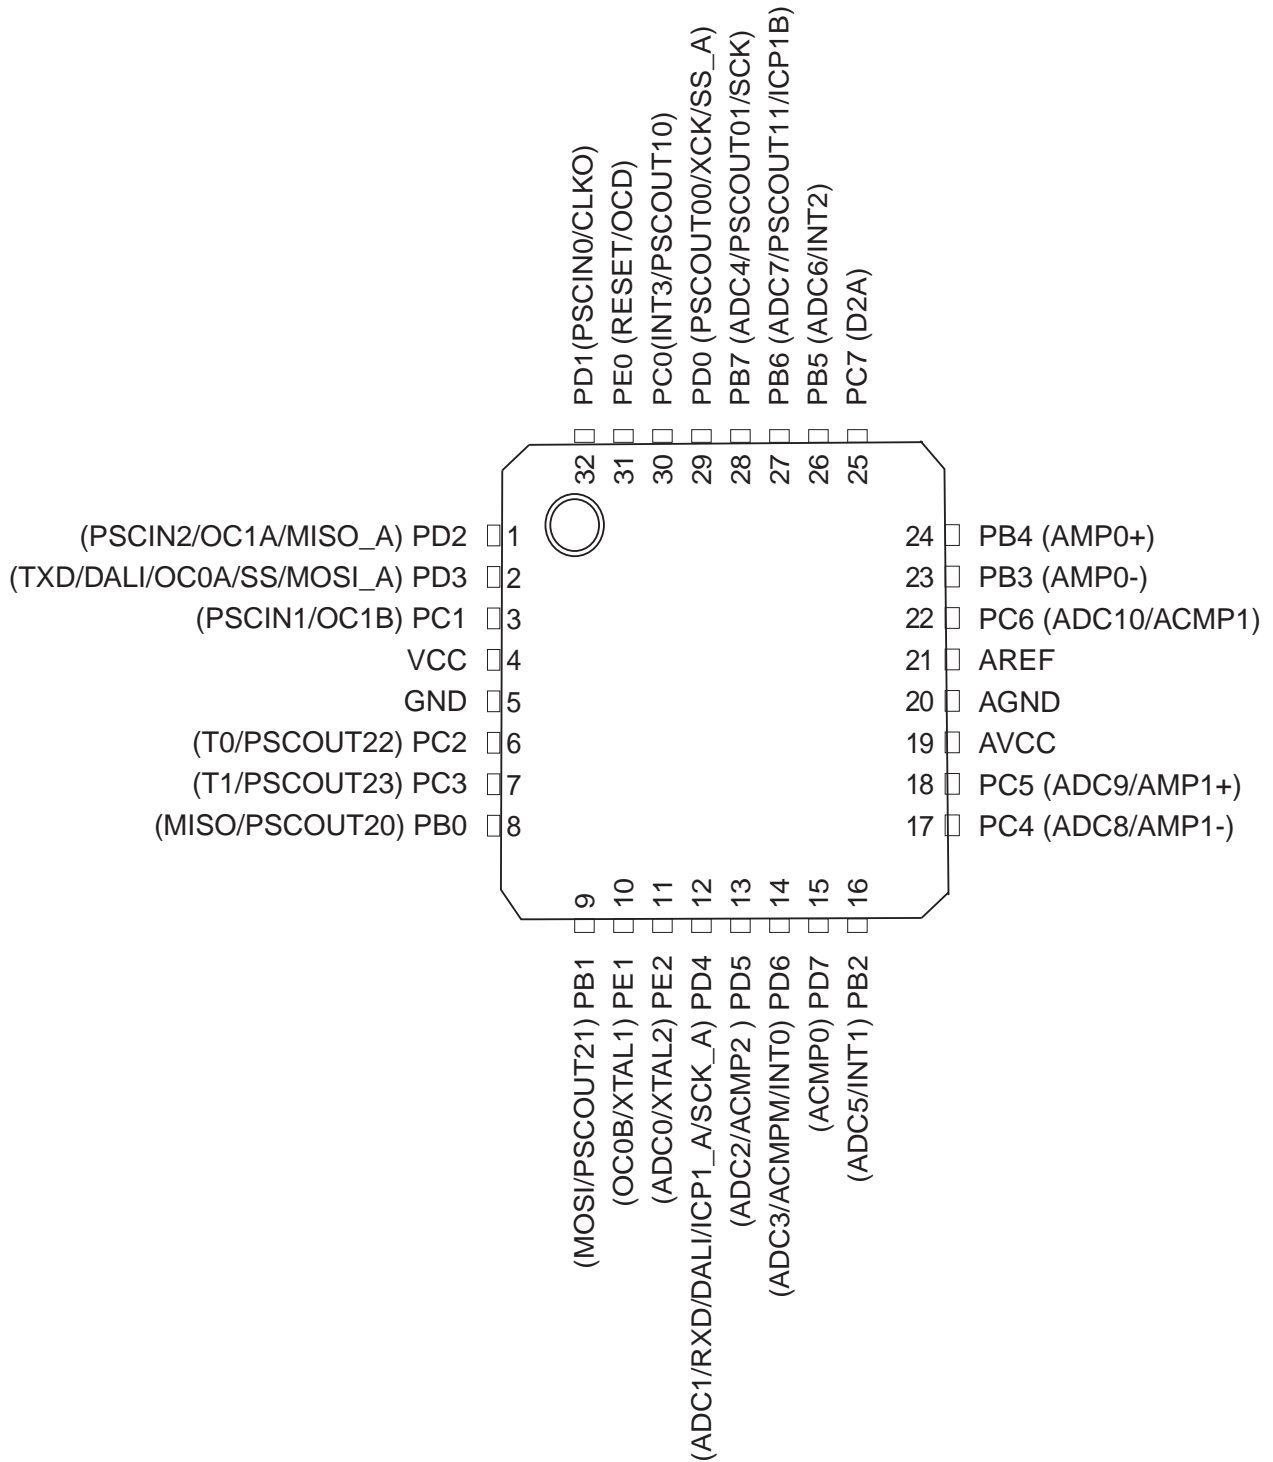 PD1(PSCIN0/CLKO)
PE0 (RESET/OCD)
PC0(INT3/PSCOUT10)
PD0 (PSCOUT00/XCK/SS_A)
PB7 (ADC4/PSCOUT01/SCK)
PB6 (ADC7/PSCOUT11/ICP1B)
PB5 (ADC6/INT2)
PC7 (D2A)
32
31
30
29
28
27
26
25
(PSCIN2/OC1A/MISO_A) PD2 1
(TXD/DALI/OC0A/SS/MOSI_A) PD3 2
(PSCIN1/OC1B) PC1 3
VCC 4
GND 5
(T0/PSCOUT22) PC2 6
(T1/PSCOUT23) PC3 7
(MISO/PSCOUT20) PB0 8
24 PB4 (AMP0+)
23 PB3 (AMP0-)
22 PC6 (ADC10/ACMP1)
21 AREF
20 AGND
19 AVCC
18 PC5 (ADC9/AMP1+)
17 PC4 (ADC8/AMP1-)
9
10
11
12
13
14
15
16
(MOSI/PSCOUT21) PB1
(OC0B/XTAL1) PE1
(ADC0/XTAL2) PE2
(ADC1/RXD/DALI/ICP1_A/SCK_A) PD4
(ADC2/ACMP2 ) PD5
(ADC3/ACMPM/INT0) PD6
(ACMP0) PD7
(ADC5/INT1) PB2